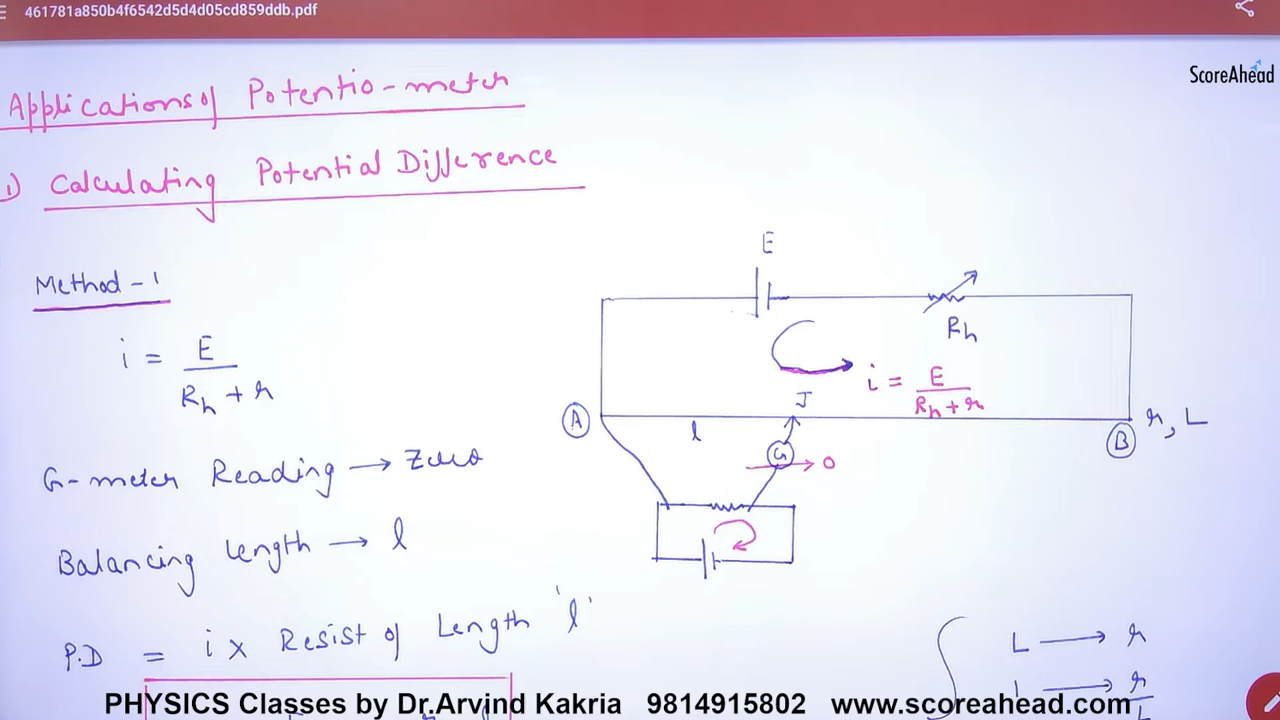 461781a850b4f6542d5d4d05cd859ddb.pdf
ScoreAhead
Applications of Potentio-meter
1) Calculating Potential Difference
Method - 1
i = E / Rh + r
G-meter Reading → Zero
Balancing Length → l
P.D = i x Resist of Length 'l'
E
Rh
i = E / Rh + r
J
A
l
B
r, L
G
0
L → r
PHYSICS Classes by Dr.Arvind Kakria 9814915802 www.scoreahead.com